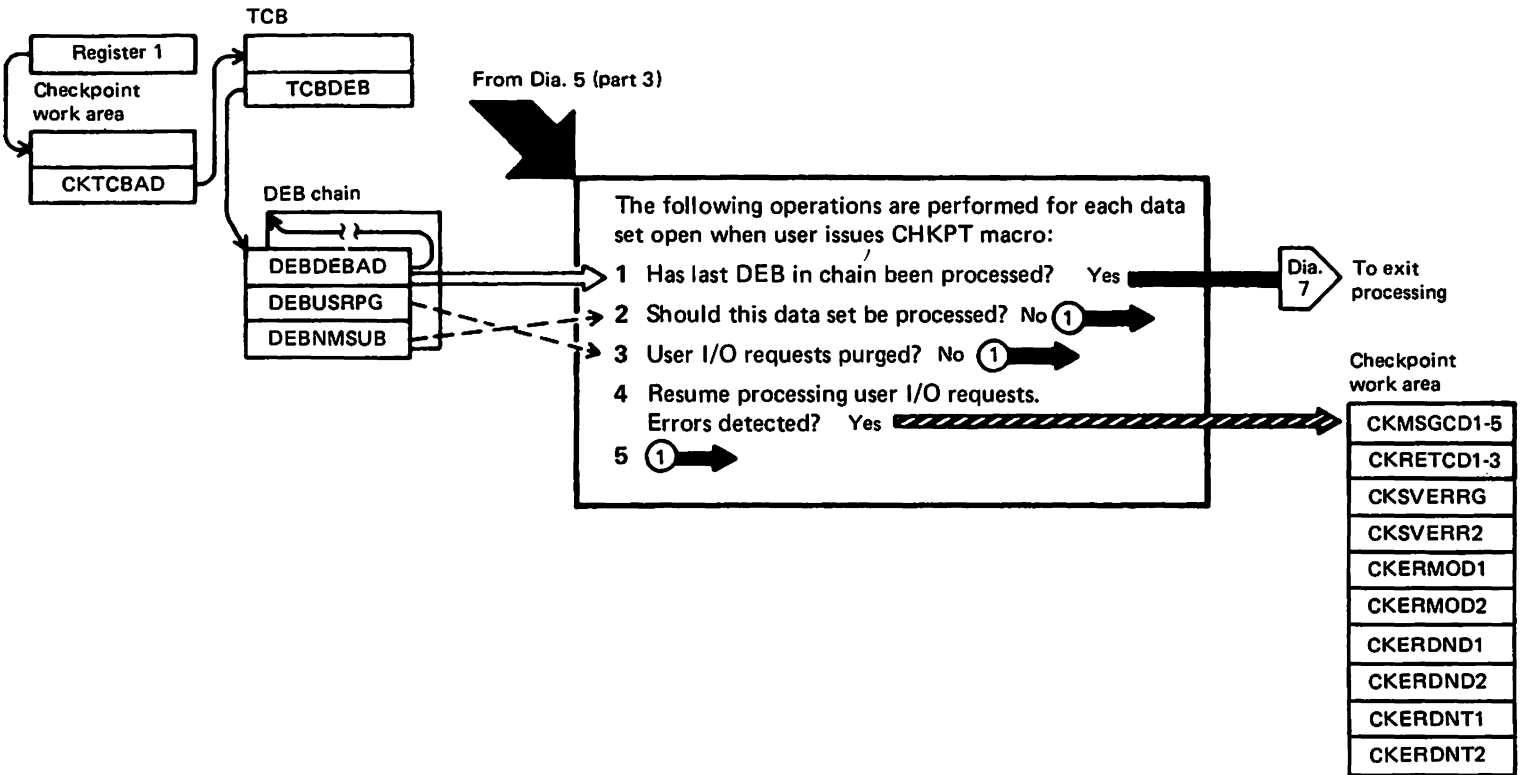 TCB
Register 1
Checkpoint
work area
CKTCBAD
TCBDEB
From Dia. 5 (part 3)
DEB chain
DEBDEBAD
DEBUSRPG
DEBNMSUB
The following operations are performed for each data
set open when user issues CHKPT macro:
1 Has last DEB in chain been processed? Yes
2 Should this data set be processed? No 1
3 User I/O requests purged? No 1
4 Resume processing user I/O requests.
Errors detected? Yes
5 1
Dia.
7
To exit
processing
Checkpoint
work area
CKMSGCD1-5
CKRETCD1-3
CKSVERRG
CKSVERR2
CKERMOD1
CKERMOD2
CKERDND1
CKERDND2
CKERDNT1
CKERDNT2